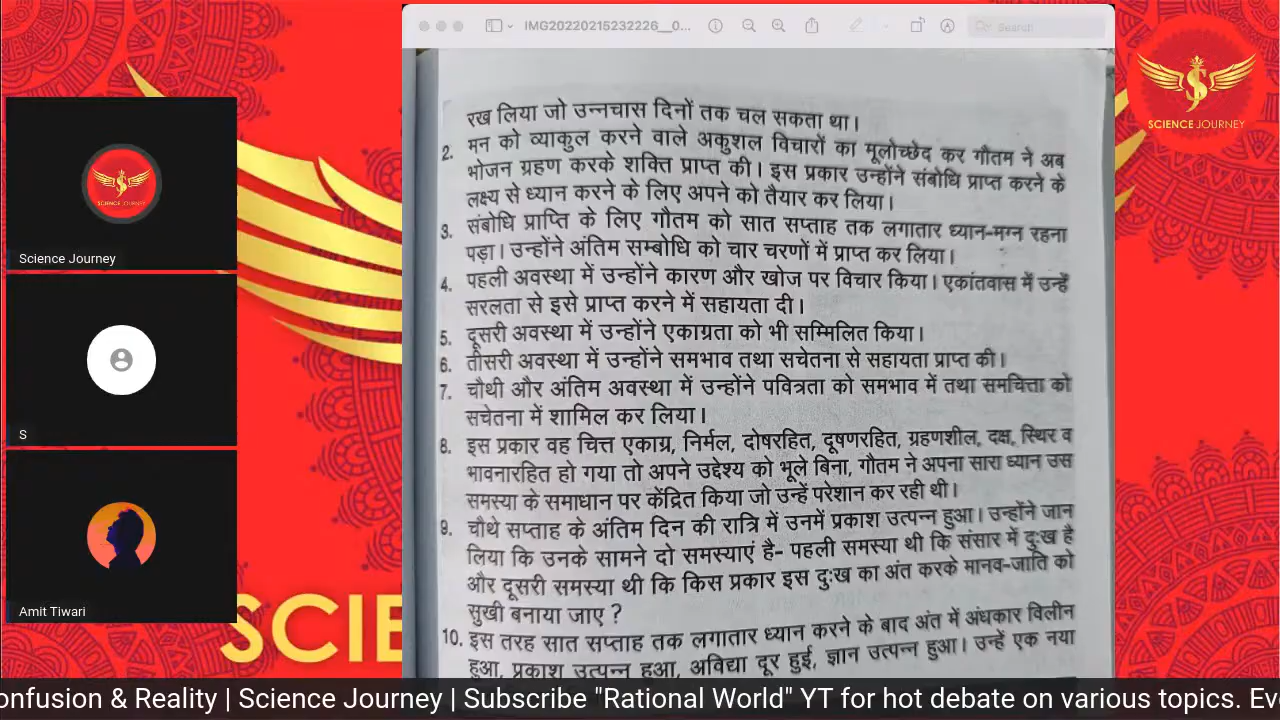 IMG20220215232226__0...
Search
SCIENCE JOURNEY
Science Journey
S
Amit Tiwari
SCIE
रख लिया जो उन्नचास दिनों तक चल सकता था।
2. मन को व्याकुल करने वाले अकुशल विचारों का मूलोच्छेद कर गौतम ने अब
भोजन ग्रहण करके शक्ति प्राप्त की। इस प्रकार उन्होंने संबोधि प्राप्त करने के
लक्ष्य से ध्यान करने के लिए अपने को तैयार कर लिया।
3. संबोधि प्राप्ति के लिए गौतम को सात सप्ताह तक लगातार ध्यान-मग्न रहना
पड़ा। उन्होंने अंतिम सम्बोधि को चार चरणों में प्राप्त कर लिया।
4. पहली अवस्था में उन्होंने कारण और खोज पर विचार किया। एकांतवास में उन्हें
सरलता से इसे प्राप्त करने में सहायता दी।
5. दूसरी अवस्था में उन्होंने एकाग्रता को भी सम्मिलित किया।
6. तीसरी अवस्था में उन्होंने समभाव तथा सचेतना से सहायता प्राप्त की।
7. चौथी और अंतिम अवस्था में उन्होंने पवित्रता को समभाव में तथा समचित्ता को
सचेतना में शामिल कर लिया।
8. इस प्रकार वह चित्त एकाग्र, निर्मल, दोषरहित, दूषणरहित, ग्रहणशील, दक्ष, स्थिर व
भावनारहित हो गया तो अपने उद्देश्य को भूले बिना, गौतम ने अपना सारा ध्यान उस
समस्या के समाधान पर केंद्रित किया जो उन्हें परेशान कर रही थी।
9. चौथे सप्ताह के अंतिम दिन की रात्रि में उनमें प्रकाश उत्पन्न हुआ। उन्होंने जान
लिया कि उनके सामने दो समस्याएं है- पहली समस्या थी कि संसार में दुःख है
और दूसरी समस्या थी कि किस प्रकार इस दुःख का अंत करके मानव-जाति को
सुखी बनाया जाए ?
10. इस तरह सात सप्ताह तक लगातार ध्यान करने के बाद अंत में अंधकार विलीन
हुआ, प्रकाश उत्पन्न हुआ, अविद्या दूर हुई, ज्ञान उत्पन्न हुआ। उन्हें एक नया
onfusion & Reality | Science Journey | Subscribe "Rational World" YT for hot debate on various topics. Ev